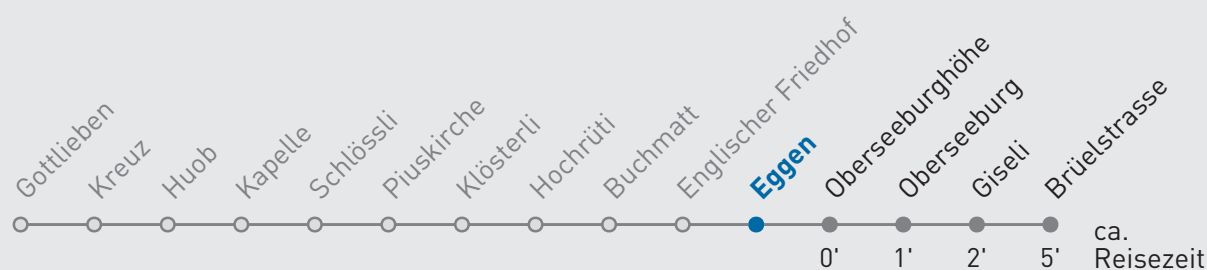 Gottlieben
Kreuz
Huob
Kapelle
Schlössli
Piuskirche
Klösterli
Hochrüti
Buchmatt
Englischer Friedhof
Eggen
Oberseeburghöhe
Oberseeburg
Giseli
Brüelstrasse
0' 1' 2' 5' ca.
Reisezeit